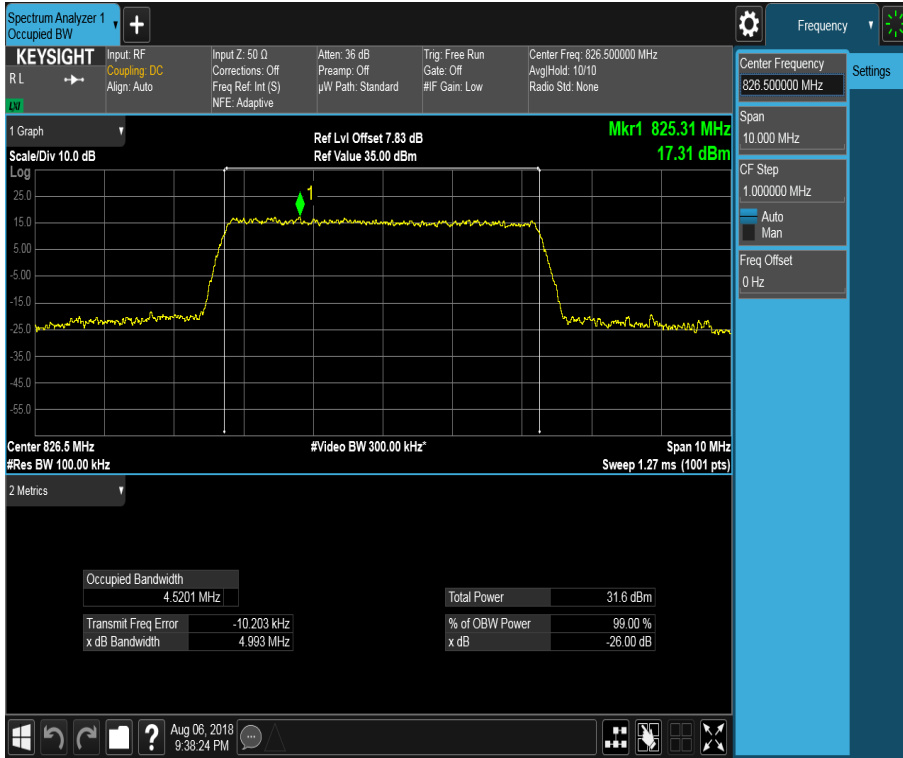 Spectrum Analyzer 1
Occupied BW
Frequency
KEYSIGHT
R L
LXI
Input: RF
Coupling: DC
Align: Auto
Input Z: 50 Ω
Corrections: Off
Freq Ref: Int (S)
NFE: Adaptive
Atten: 36 dB
Preamp: Off
µW Path: Standard
Trig: Free Run
Gate: Off
#IF Gain: Low
Center Freq: 826.500000 MHz
Avg|Hold: 10/10
Radio Std: None
Center Frequency
826.500000 MHz
Settings
Span
10.000 MHz
CF Step
1.000000 MHz
Auto
Man
Freq Offset
0 Hz
1 Graph
Scale/Div 10.0 dB
Log
Ref Lvl Offset 7.83 dB
Ref Value 35.00 dBm
Mkr1 825.31 MHz
17.31 dBm
1
25.0
15.0
5.00
-5.00
-15.0
-25.0
-35.0
-45.0
-55.0
Center 826.5 MHz
#Video BW 300.00 kHz*
Span 10 MHz
#Res BW 100.00 kHz
Sweep 1.27 ms (1001 pts)
2 Metrics
Occupied Bandwidth
4.5201 MHz
Total Power 31.6 dBm
Transmit Freq Error -10.203 kHz
% of OBW Power 99.00 %
x dB Bandwidth 4.993 MHz
x dB -26.00 dB
?
Aug 06, 2018
9:38:24 PM